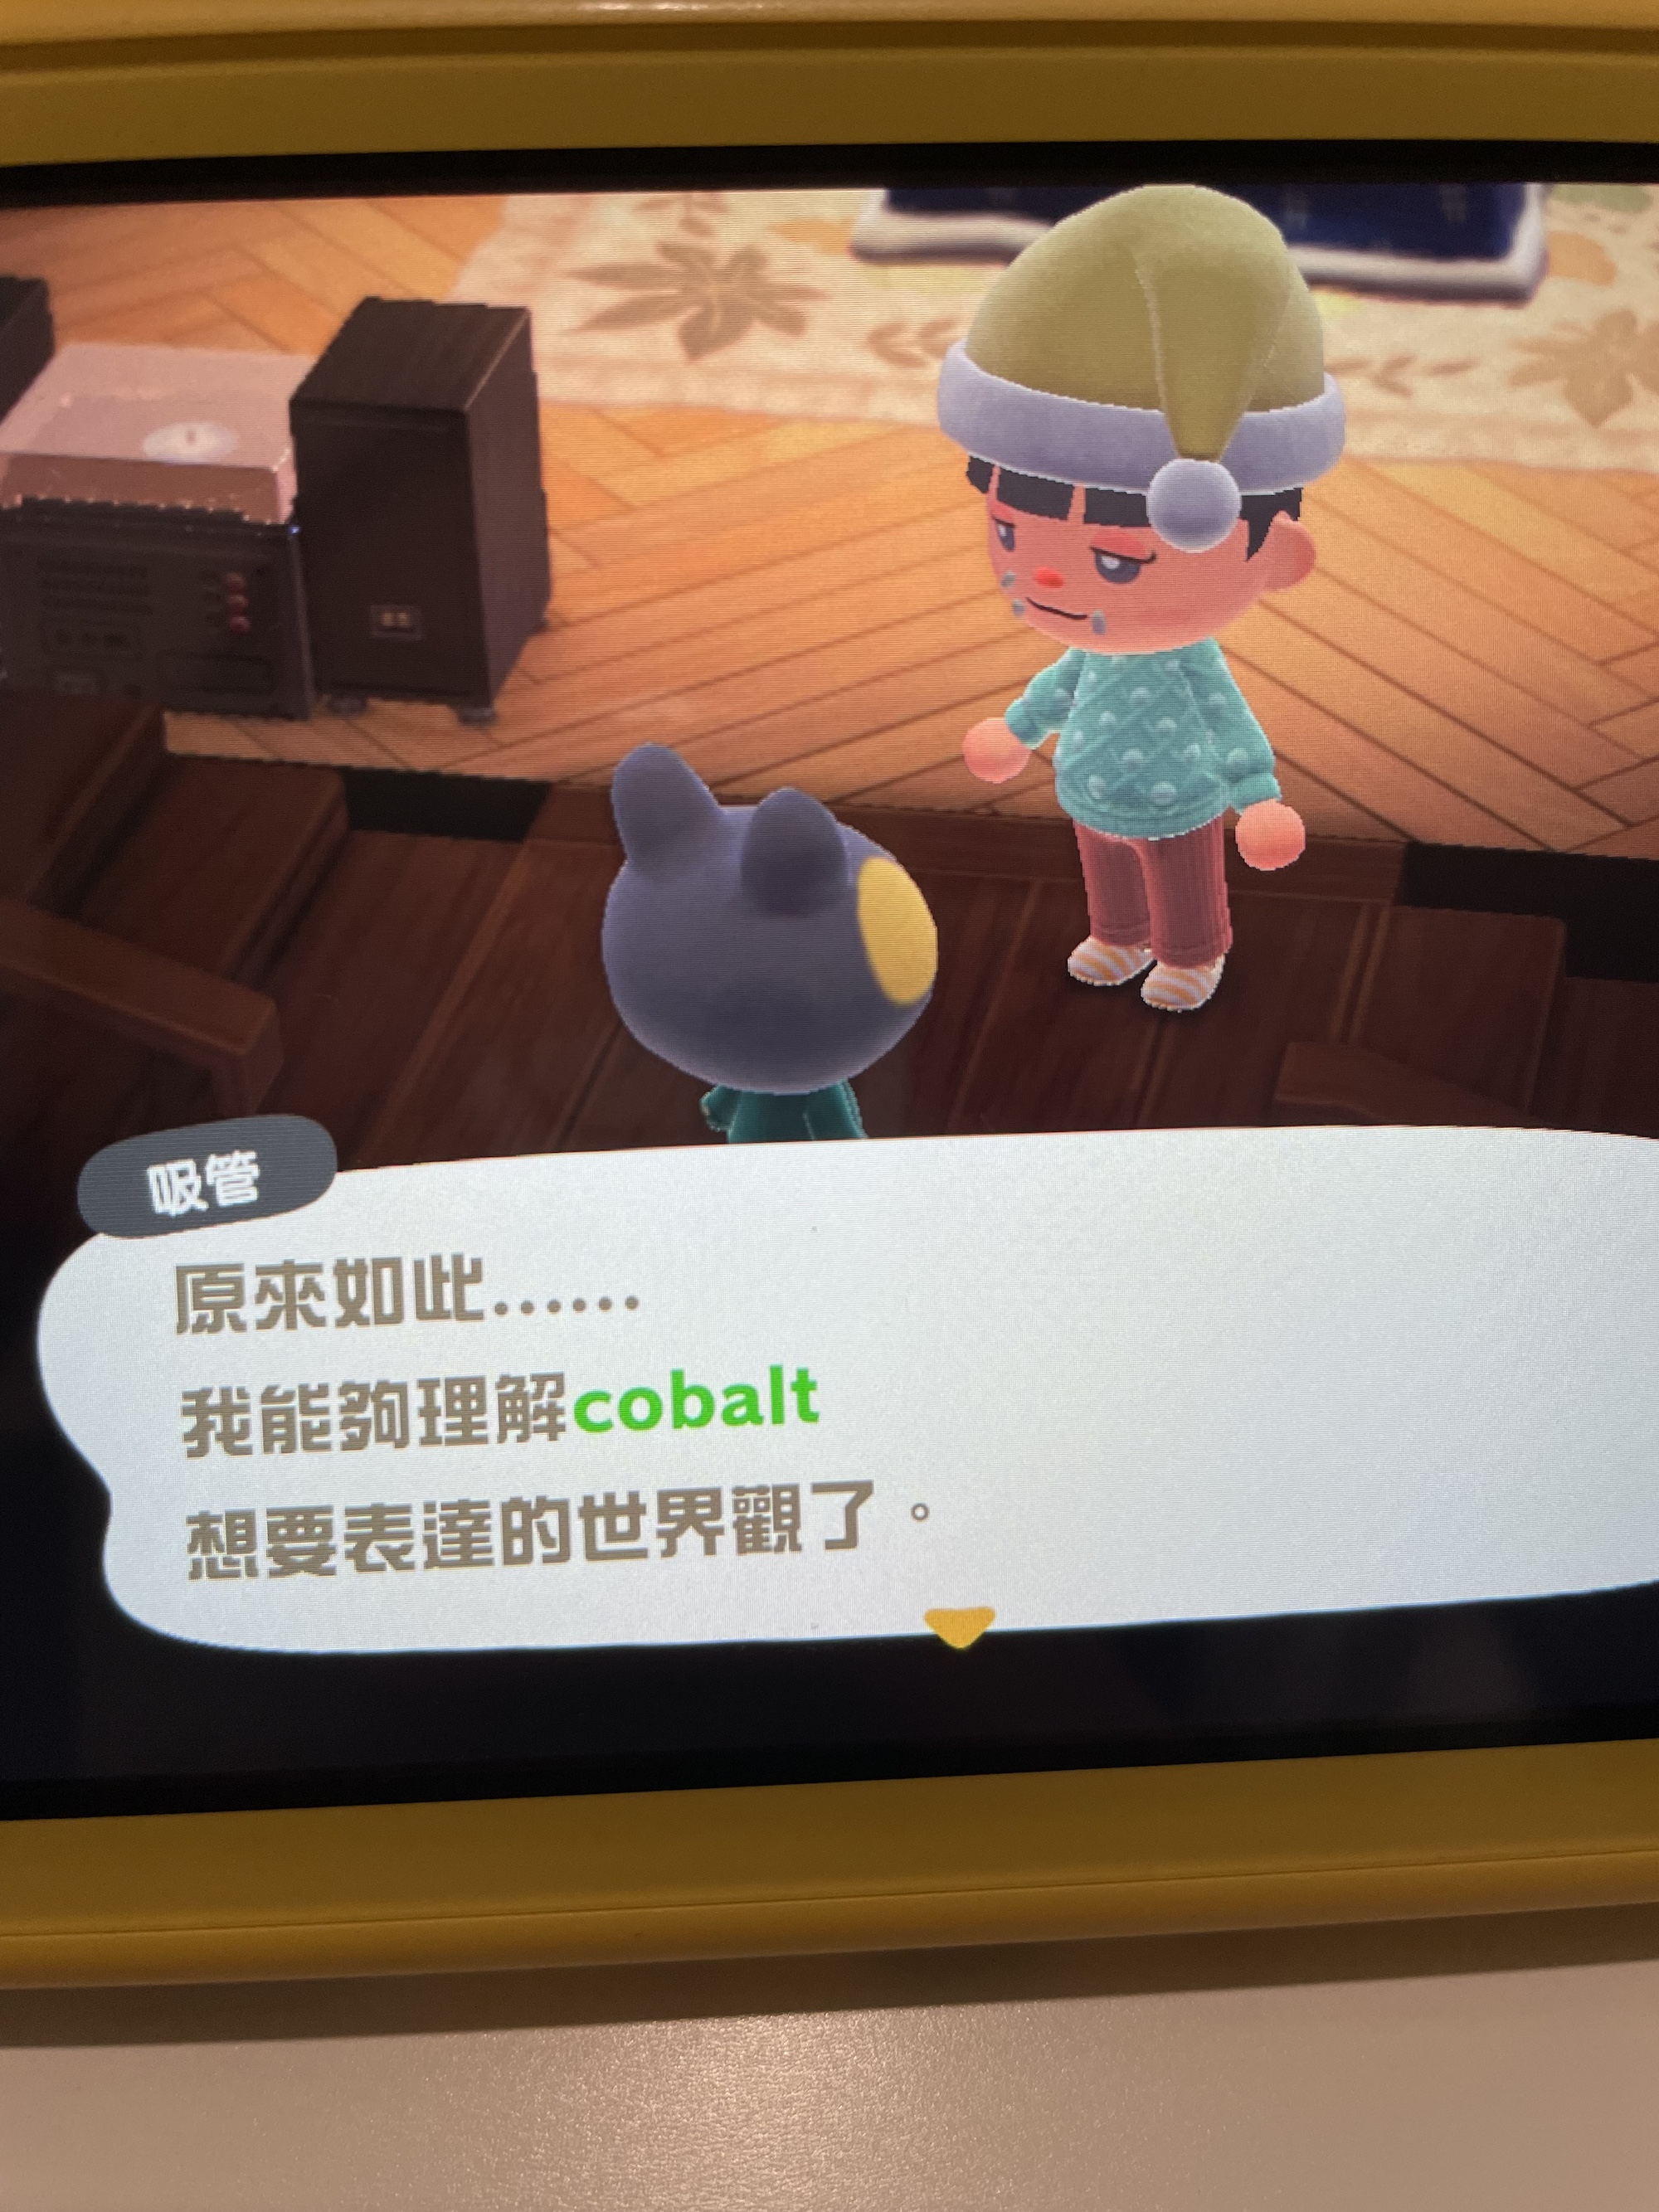 吸管
原來如此......
我能夠理解cobalt
想要表達的世界觀了。